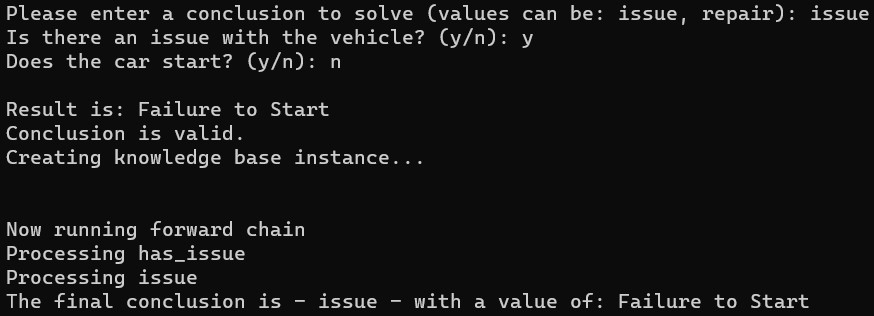 Please enter a conclusion to solve (values can be: issue, repair): issue
Is there an issue with the vehicle? (y/n): y
Does the car start? (y/n): n
Result is: Failure to Start
Conclusion is valid.
Creating knowledge base instance...
Now running forward chain
Processing has_issue
Processing issue
The final conclusion is - issue - with a value of: Failure to Start